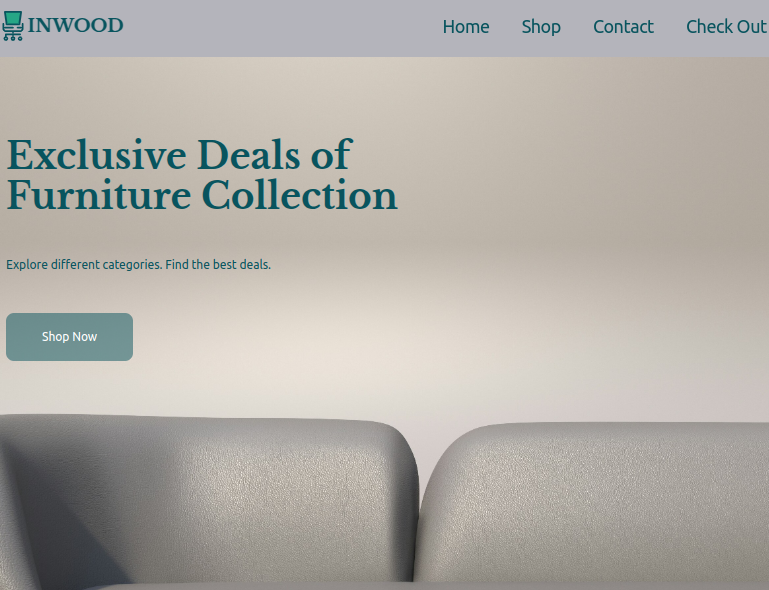 INWOOD
Home Shop Contact Check Out
Exclusive Deals of
Furniture Collection
Explore different categories. Find the best deals.
Shop Now